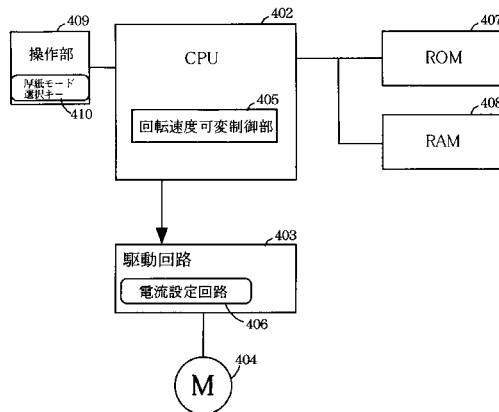 409
操作部
厚紙モード
選択キー
410
402
CPU
405
回転速度可変制御部
407
ROM
408
RAM
403
駆動回路
電流設定回路
406
404
M